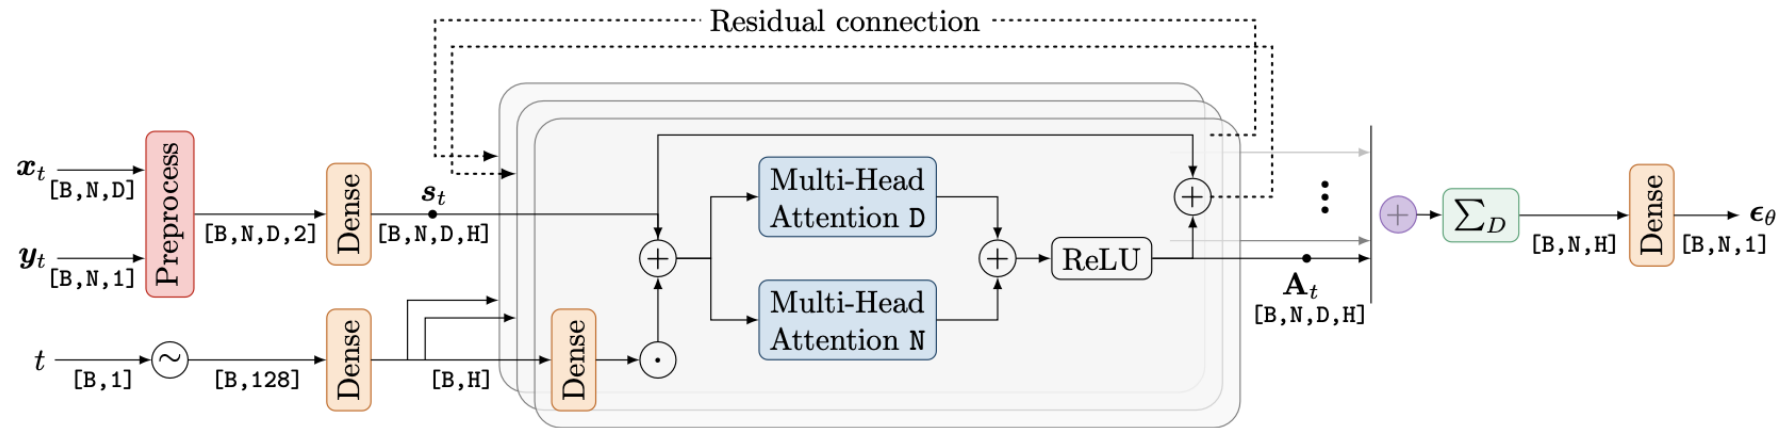 Residual connection
x_t
[B,N,D]
y_t
[B,N,1]
Preprocess
[B,N,D,2]
Dense
s_t
[B,N,D,H]
t
[B,1]
~
[B,128]
Dense
[B,H]
Dense
·
+
Multi-Head
Attention D
Multi-Head
Attention N
+
ReLU
+
A_t
[B,N,D,H]
+
∑_D
[B,N,H]
Dense
[B,N,1]
ϵ_θ